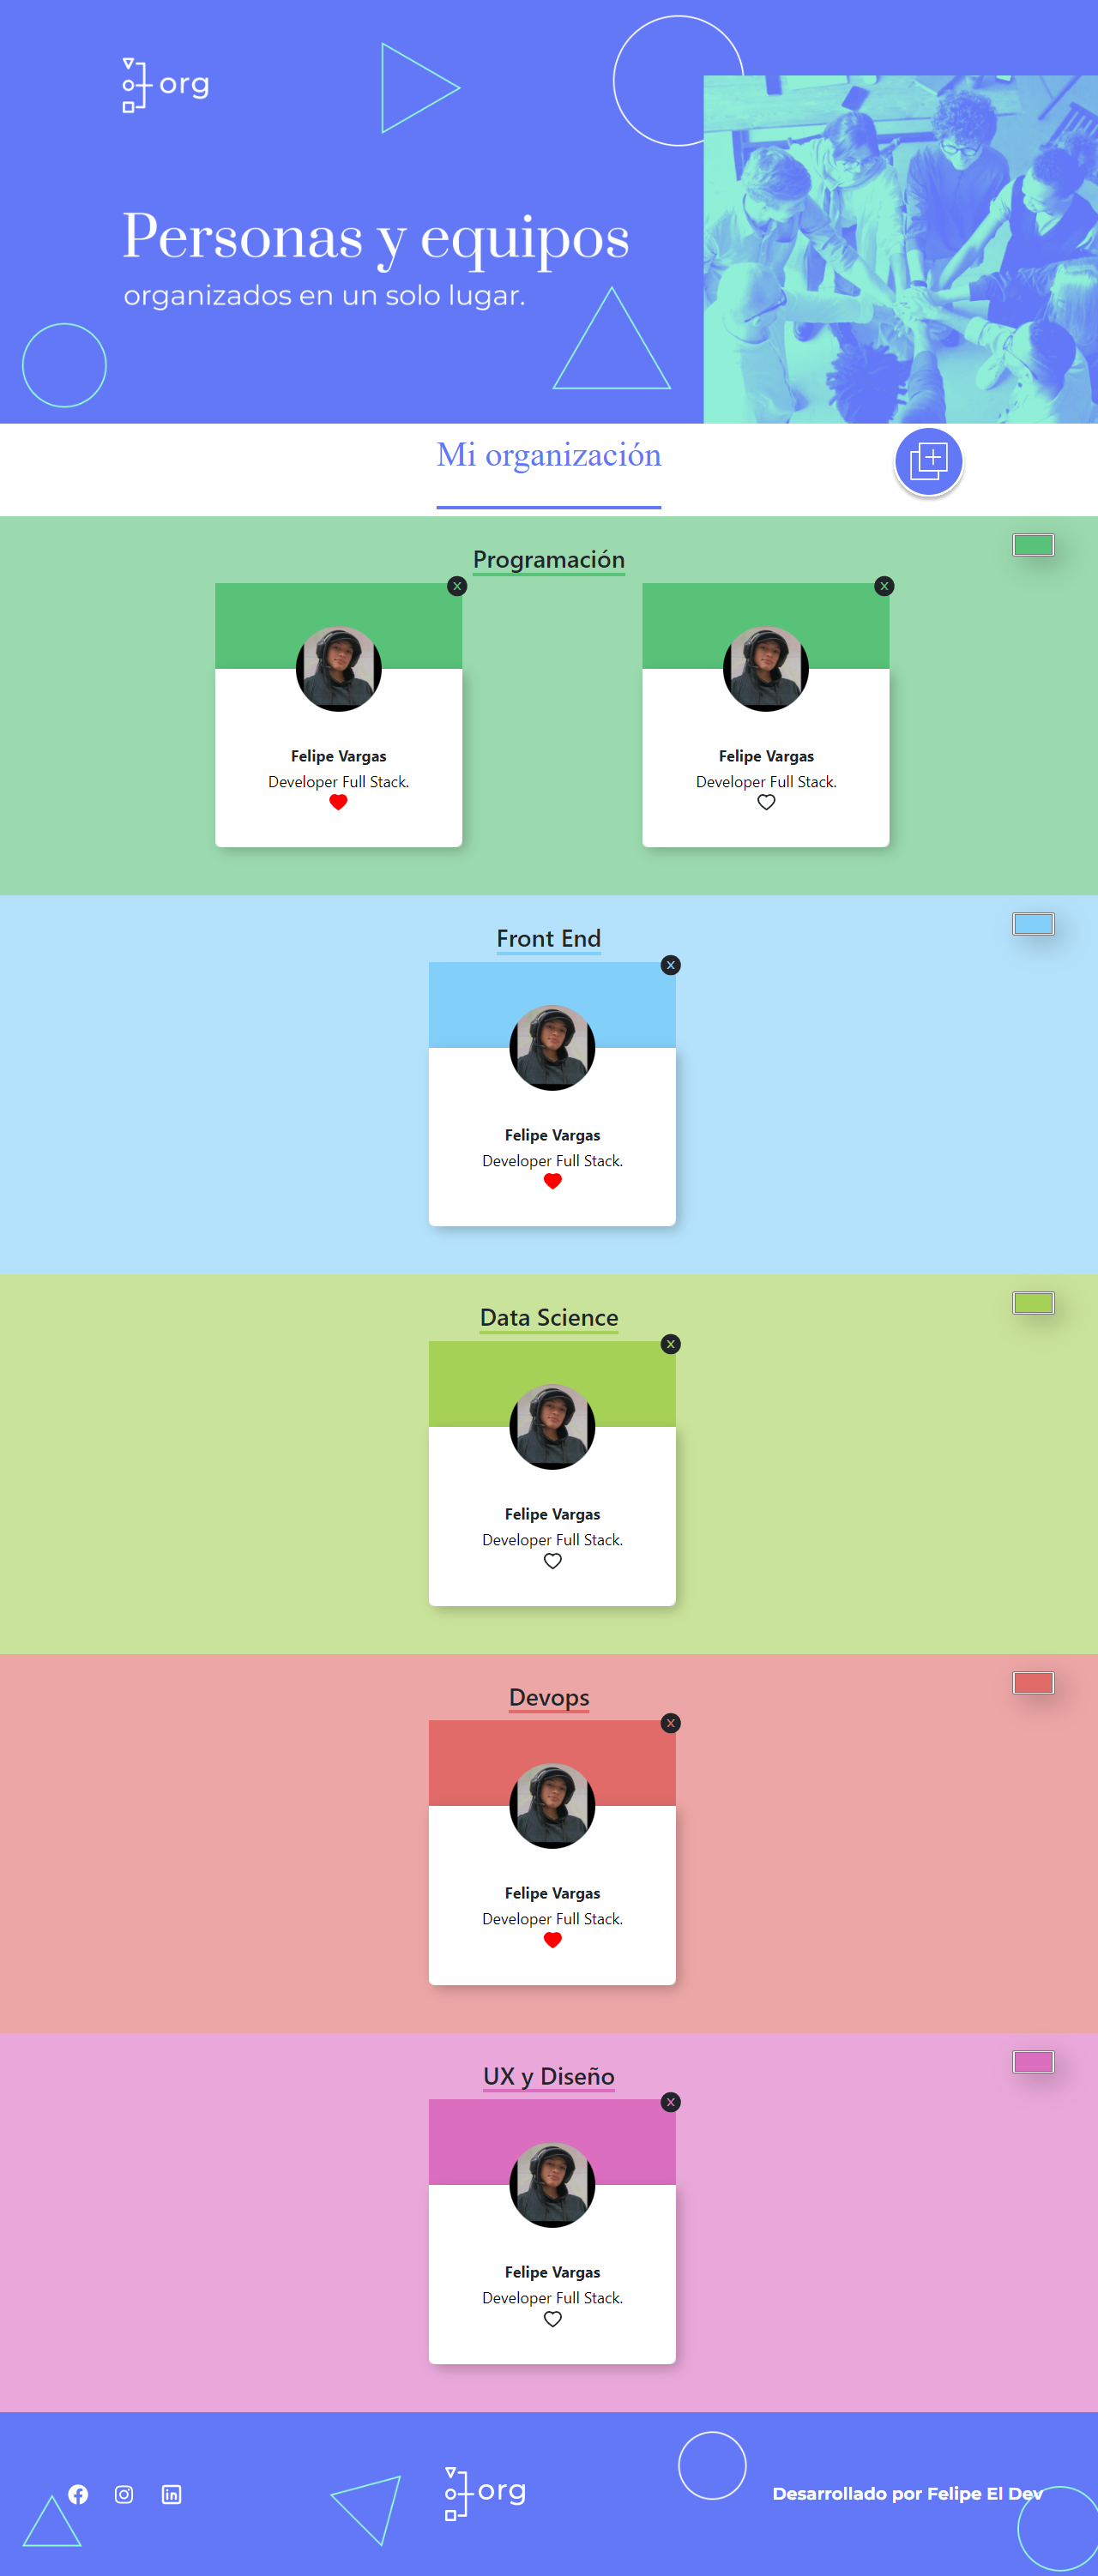 org
Personas y equipos
organizados en un solo lugar.
Mi organización
Programación
Felipe Vargas
Developer Full Stack.
Felipe Vargas
Developer Full Stack.
Front End
Felipe Vargas
Developer Full Stack.
Data Science
Felipe Vargas
Developer Full Stack.
Devops
Felipe Vargas
Developer Full Stack.
UX y Diseño
Felipe Vargas
Developer Full Stack.
org
Desarrollado por Felipe El Dev